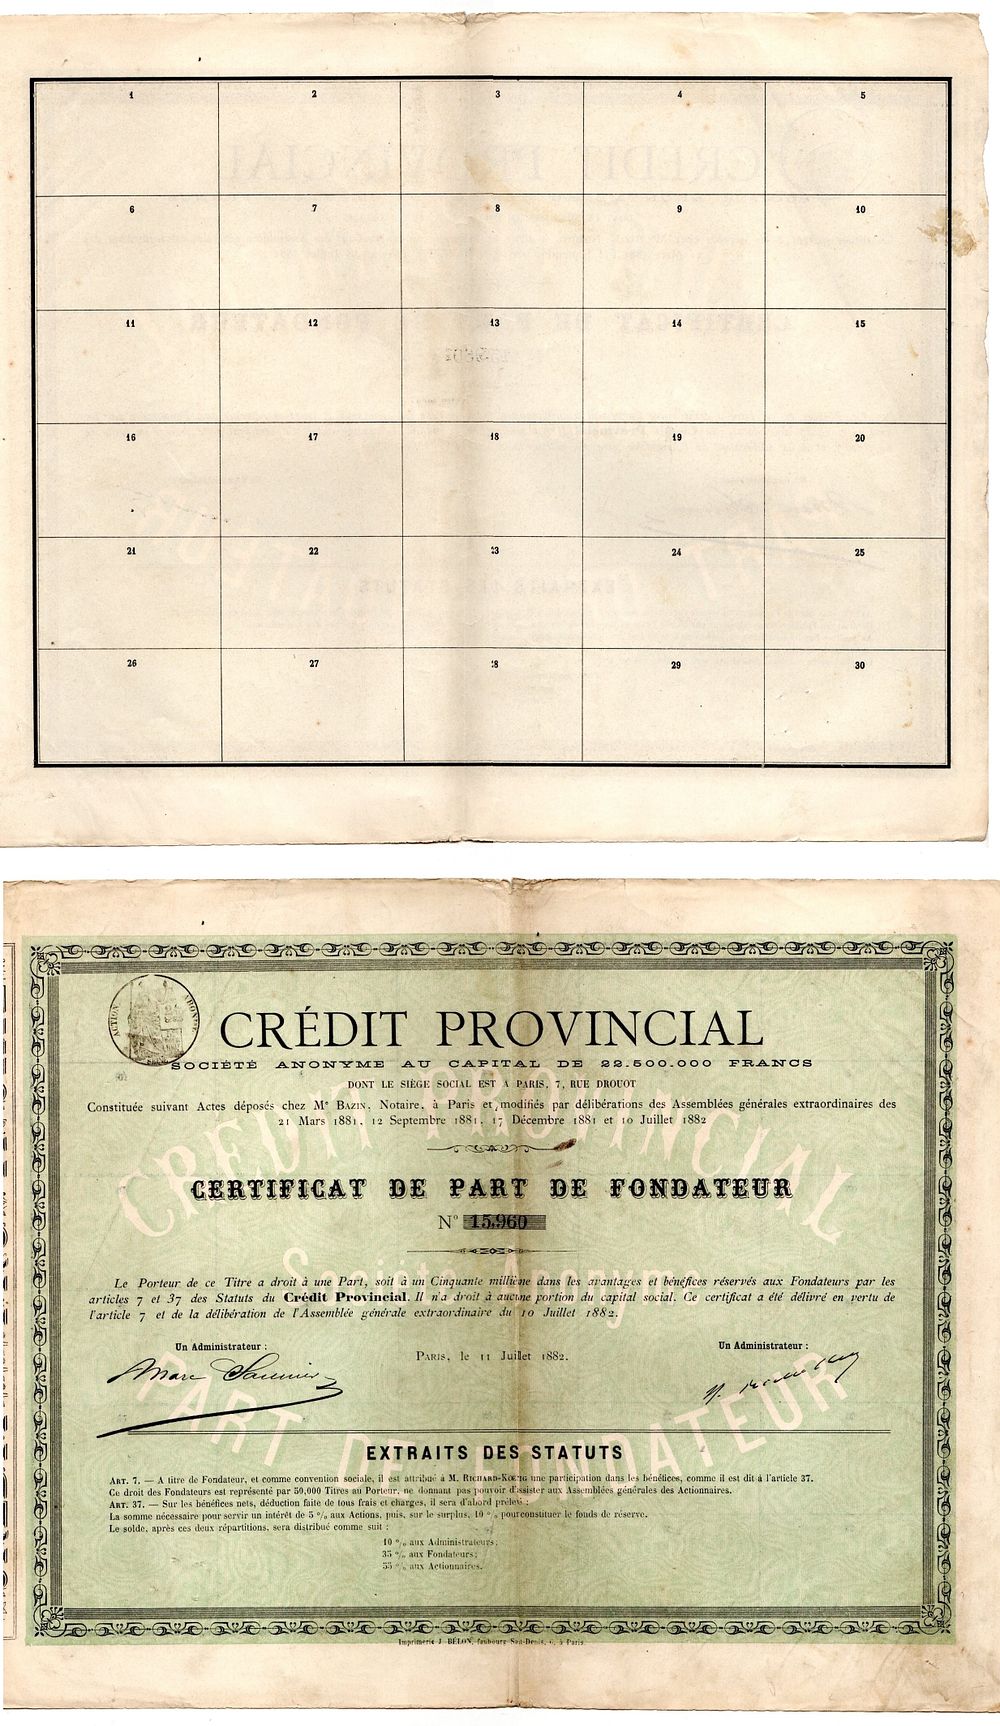 1 2 3 4 5
6 7 8 9 10
11 12 13 14 15
16 17 18 19 20
21 22 23 24 25
26 27 28 29 30
ACTION ABONT
CRÉDIT PROVINCIAL
SOCIÉTÉ ANONYME AU CAPITAL DE 22.500.000 FRANCS
DONT LE SIÈGE SOCIAL EST A PARIS, 7, RUE DROUOT
Constituée suivant Actes déposés chez Mᵉ BAZIN, Notaire, à Paris et modifiés par délibérations des Assemblées générales extraordinaires des
21 Mars 1881, 12 Septembre 1881, 17 Décembre 1881 et 10 Juillet 1882
CRÉDIT PROVINCIAL
CERTIFICAT DE PART DE FONDATEUR
Nº 15,960
Société Anonyme
Le Porteur de ce Titre a droit à une Part, soit à un Cinquante millième dans les avantages et bénéfices réservés aux Fondateurs par les
articles 7 et 37 des Statuts du Crédit Provincial. Il n'a droit à aucune portion du capital social. Ce certificat a été délivré en vertu de
l'article 7 et de la délibération de l'Assemblée générale extraordinaire du 10 Juillet 1882.
Un Administrateur : Un Administrateur :
PARIS, le 11 Juillet 1882.
PART DE FONDATEUR
EXTRAITS DES STATUTS
ART. 7. — A titre de Fondateur, et comme convention sociale, il est attribué à M. RICHARD-KŒNIG une participation dans les bénéfices, comme il est dit à l'article 37.
Ce droit des Fondateurs est représenté par 50,000 Titres au Porteur, ne donnant pas pouvoir d'assister aux Assemblées générales des Actionnaires.
ART. 37. — Sur les bénéfices nets, déduction faite de tous frais et charges, il sera d'abord prélevé :
La somme nécessaire pour servir un intérêt de 5 % aux Actions, puis, sur le surplus, 10 % pour constituer le fonds de réserve.
Le solde, après ces deux répartitions, sera distribué comme suit :
10 % aux Administrateurs;
35 % aux Fondateurs;
55 % aux Actionnaires.
Imprimerie J. BÉLON, faubourg San-Denis, 6, à Paris